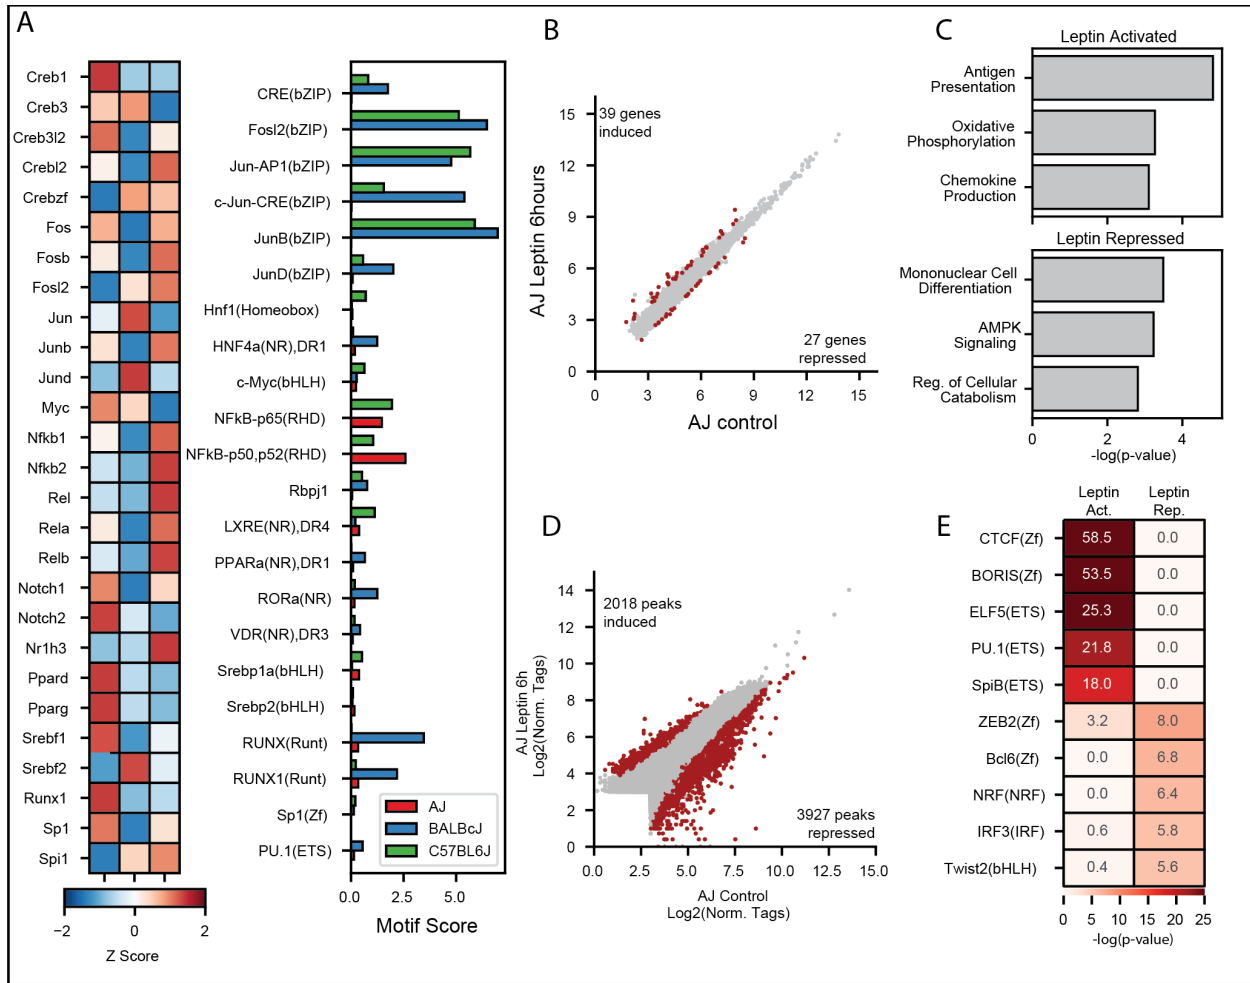 A
Creb1
Creb3
Creb3l2
Crebl2
Crebzf
Fos
Fosb
Fosl2
Jun
Junb
Jund
Myc
Nfkb1
Nfkb2
Rel
Rela
Relb
Notch1
Notch2
Nr1h3
Ppard
Pparg
Srebf1
Srebf2
Runx1
Sp1
Spi1
−2 0 2
Z Score
CRE(bZIP)
Fosl2(bZIP)
Jun-AP1(bZIP)
c-Jun-CRE(bZIP)
JunB(bZIP)
JunD(bZIP)
Hnf1(Homeobox)
HNF4a(NR),DR1
c-Myc(bHLH)
NFkB-p65(RHD)
NFkB-p50,p52(RHD)
Rbpj1
LXRE(NR),DR4
PPARa(NR),DR1
RORa(NR)
VDR(NR),DR3
Srebp1a(bHLH)
Srebp2(bHLH)
RUNX(Runt)
RUNX1(Runt)
Sp1(Zf)
PU.1(ETS)
AJ
BALBcJ
C57BL6J
0.0 2.5 5.0
Motif Score
B
AJ Leptin 6hours
15
12
9
6
3
0
39 genes
induced
27 genes
repressed
0 3 6 9 12 15
AJ control
C
Leptin Activated
Antigen
Presentation
Oxidative
Phosphorylation
Chemokine
Production
Leptin Repressed
Mononuclear Cell
Differentiation
AMPK
Signaling
Reg. of Cellular
Catabolism
0 2 4
-log(p-value)
D
AJ Leptin 6h
Log2(Norm. Tags)
14
12
10
8
6
4
2
0
2018 peaks
induced
3927 peaks
repressed
0.0 2.5 5.0 7.5 10.0 12.5 15.0
AJ Control
Log2(Norm. Tags)
E
Leptin Leptin
Act. Rep.
CTCF(Zf) 58.5 0.0
BORIS(Zf) 53.5 0.0
ELF5(ETS) 25.3 0.0
PU.1(ETS) 21.8 0.0
SpiB(ETS) 18.0 0.0
ZEB2(Zf) 3.2 8.0
Bcl6(Zf) 0.0 6.8
NRF(NRF) 0.0 6.4
IRF3(IRF) 0.6 5.8
Twist2(bHLH) 0.4 5.6
0 5 10 15 20 25
-log(p-value)